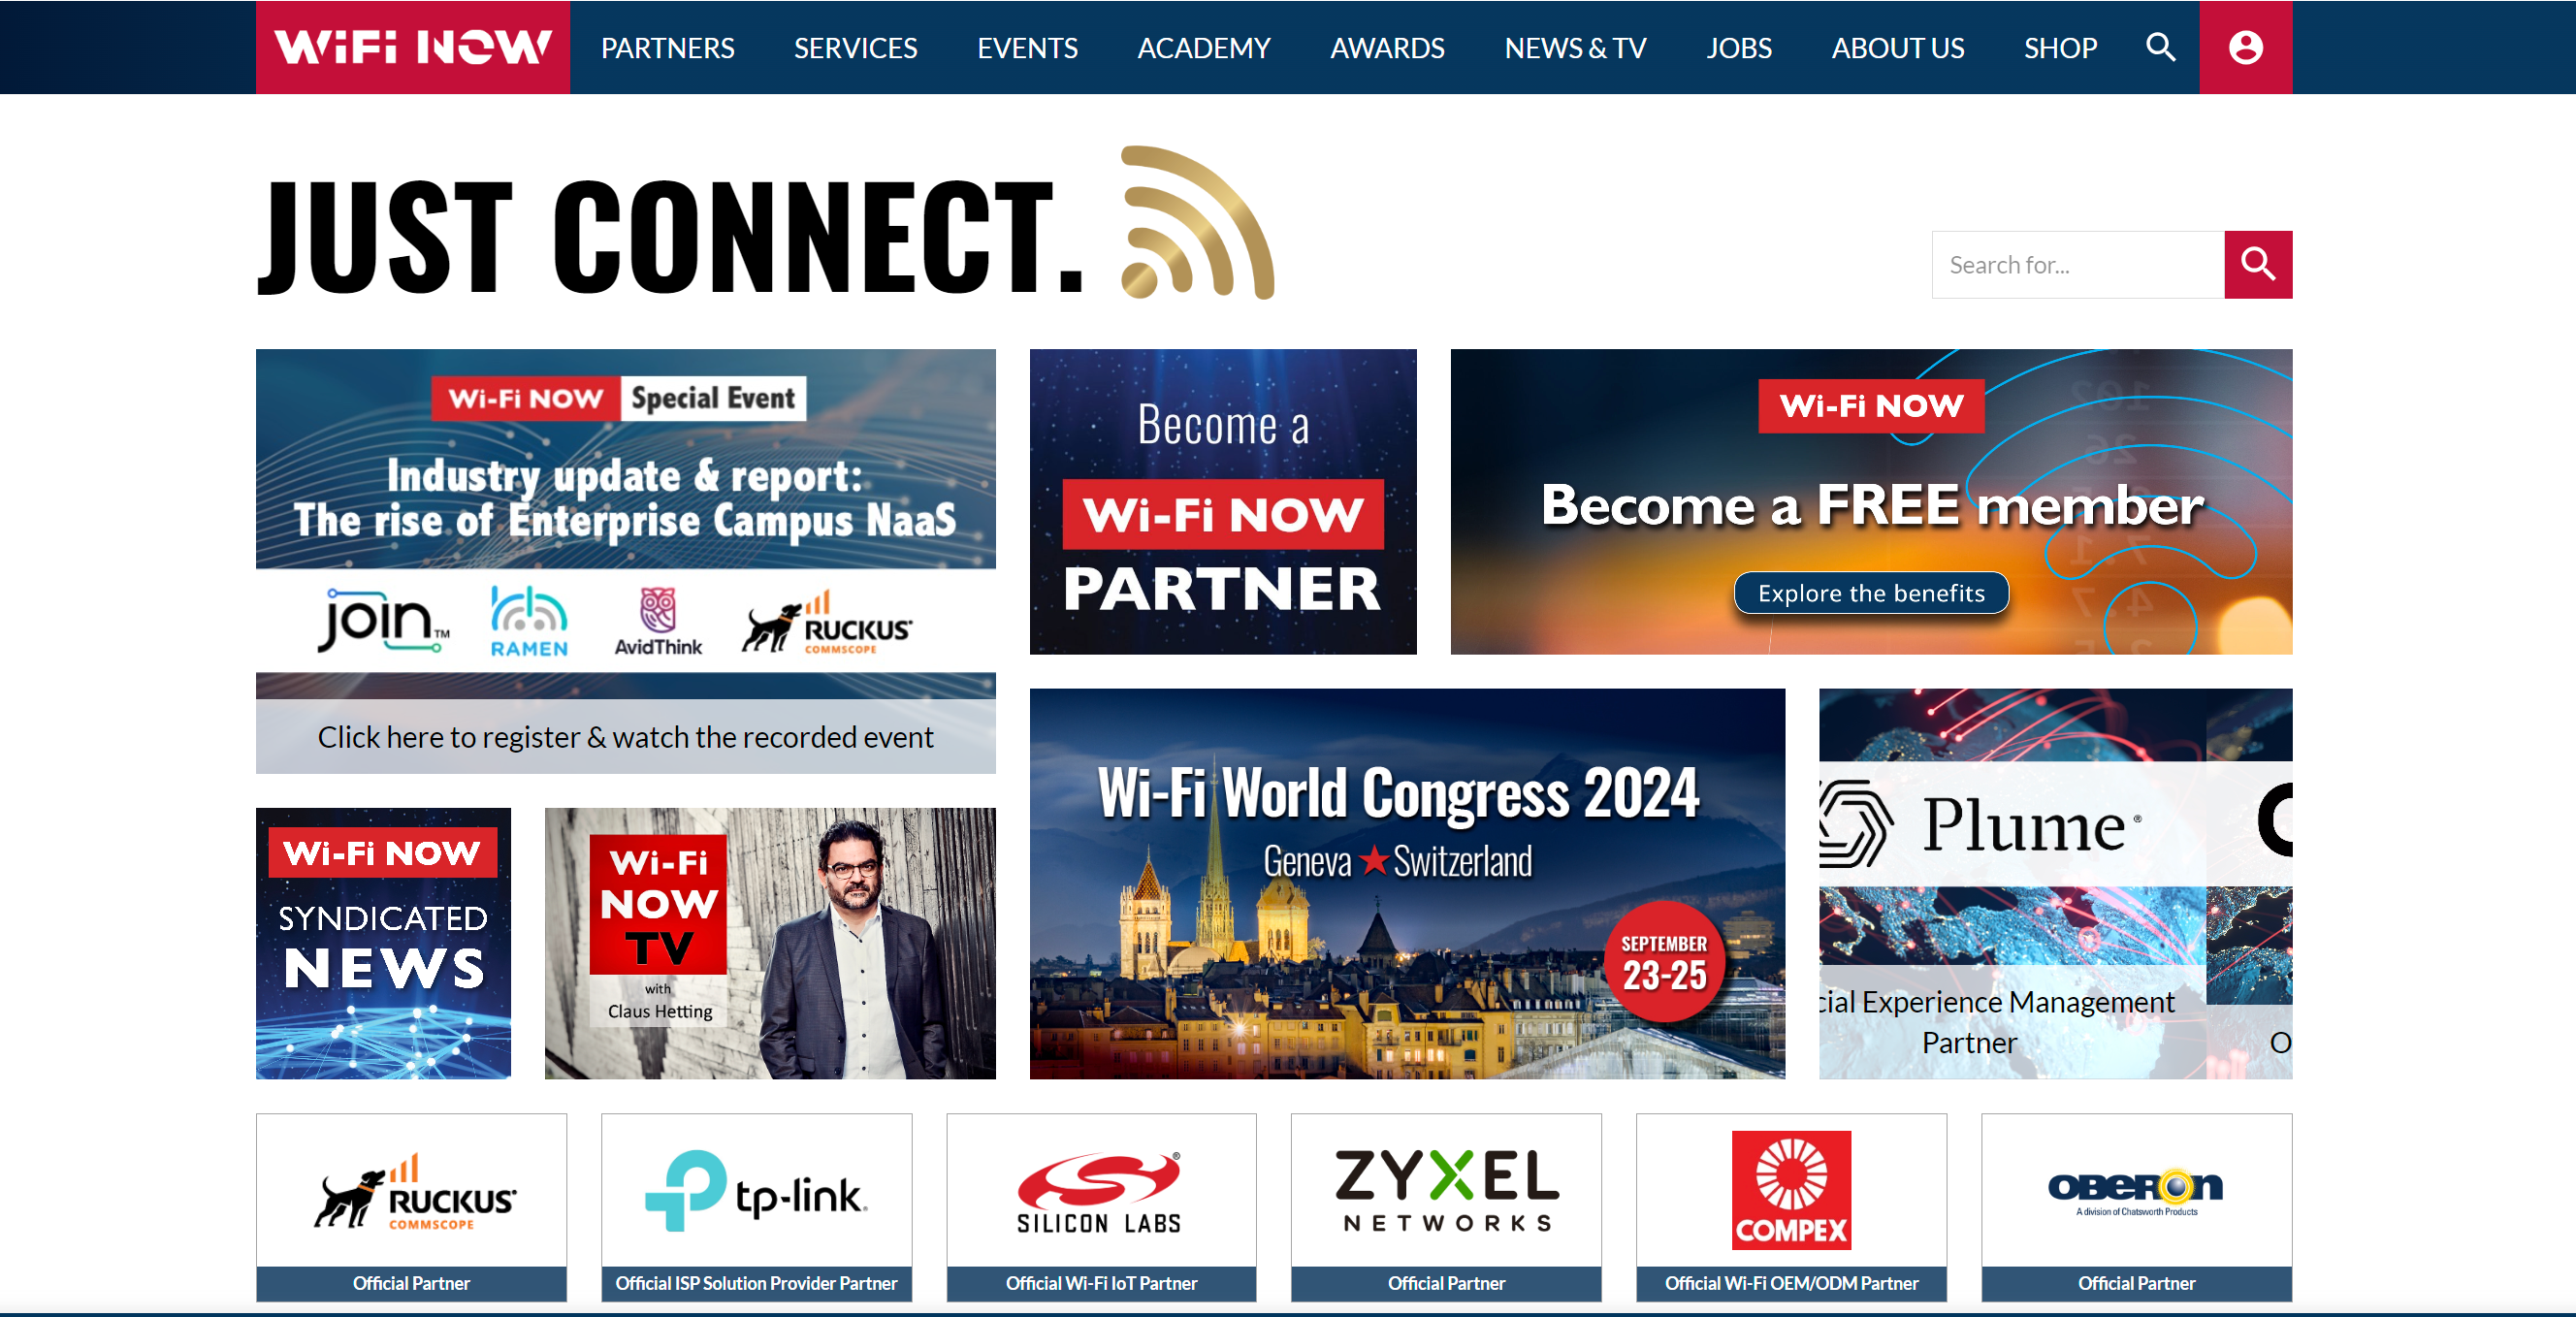 WiFi NOW
PARTNERS
SERVICES
EVENTS
ACADEMY
AWARDS
NEWS & TV
JOBS
ABOUT US
SHOP
JUST CONNECT.
Search for...
Wi-Fi NOW Special Event
Industry update & report:
The rise of Enterprise Campus NaaS
join™
RAMEN
AvidThink
RUCKUS®
COMMSCOPE
Click here to register & watch the recorded event
Become a
Wi-Fi NOW
PARTNER
Wi-Fi NOW
Become a FREE member
Explore the benefits
Wi-Fi NOW
SYNDICATED
NEWS
Wi-Fi
NOW
TV
with
Claus Hetting
Wi-Fi World Congress 2024
Geneva ★ Switzerland
SEPTEMBER
23-25
Plume®
cial Experience Management
Partner
O
RUCKUS®
COMMSCOPE
Official Partner
tp-link
Official ISP Solution Provider Partner
®
SILICON LABS
Official Wi-Fi IoT Partner
ZYXEL
NETWORKS
Official Partner
COMPEX
Official Wi-Fi OEM/ODM Partner
OBERON
A division of Chatsworth Products
Official Partner